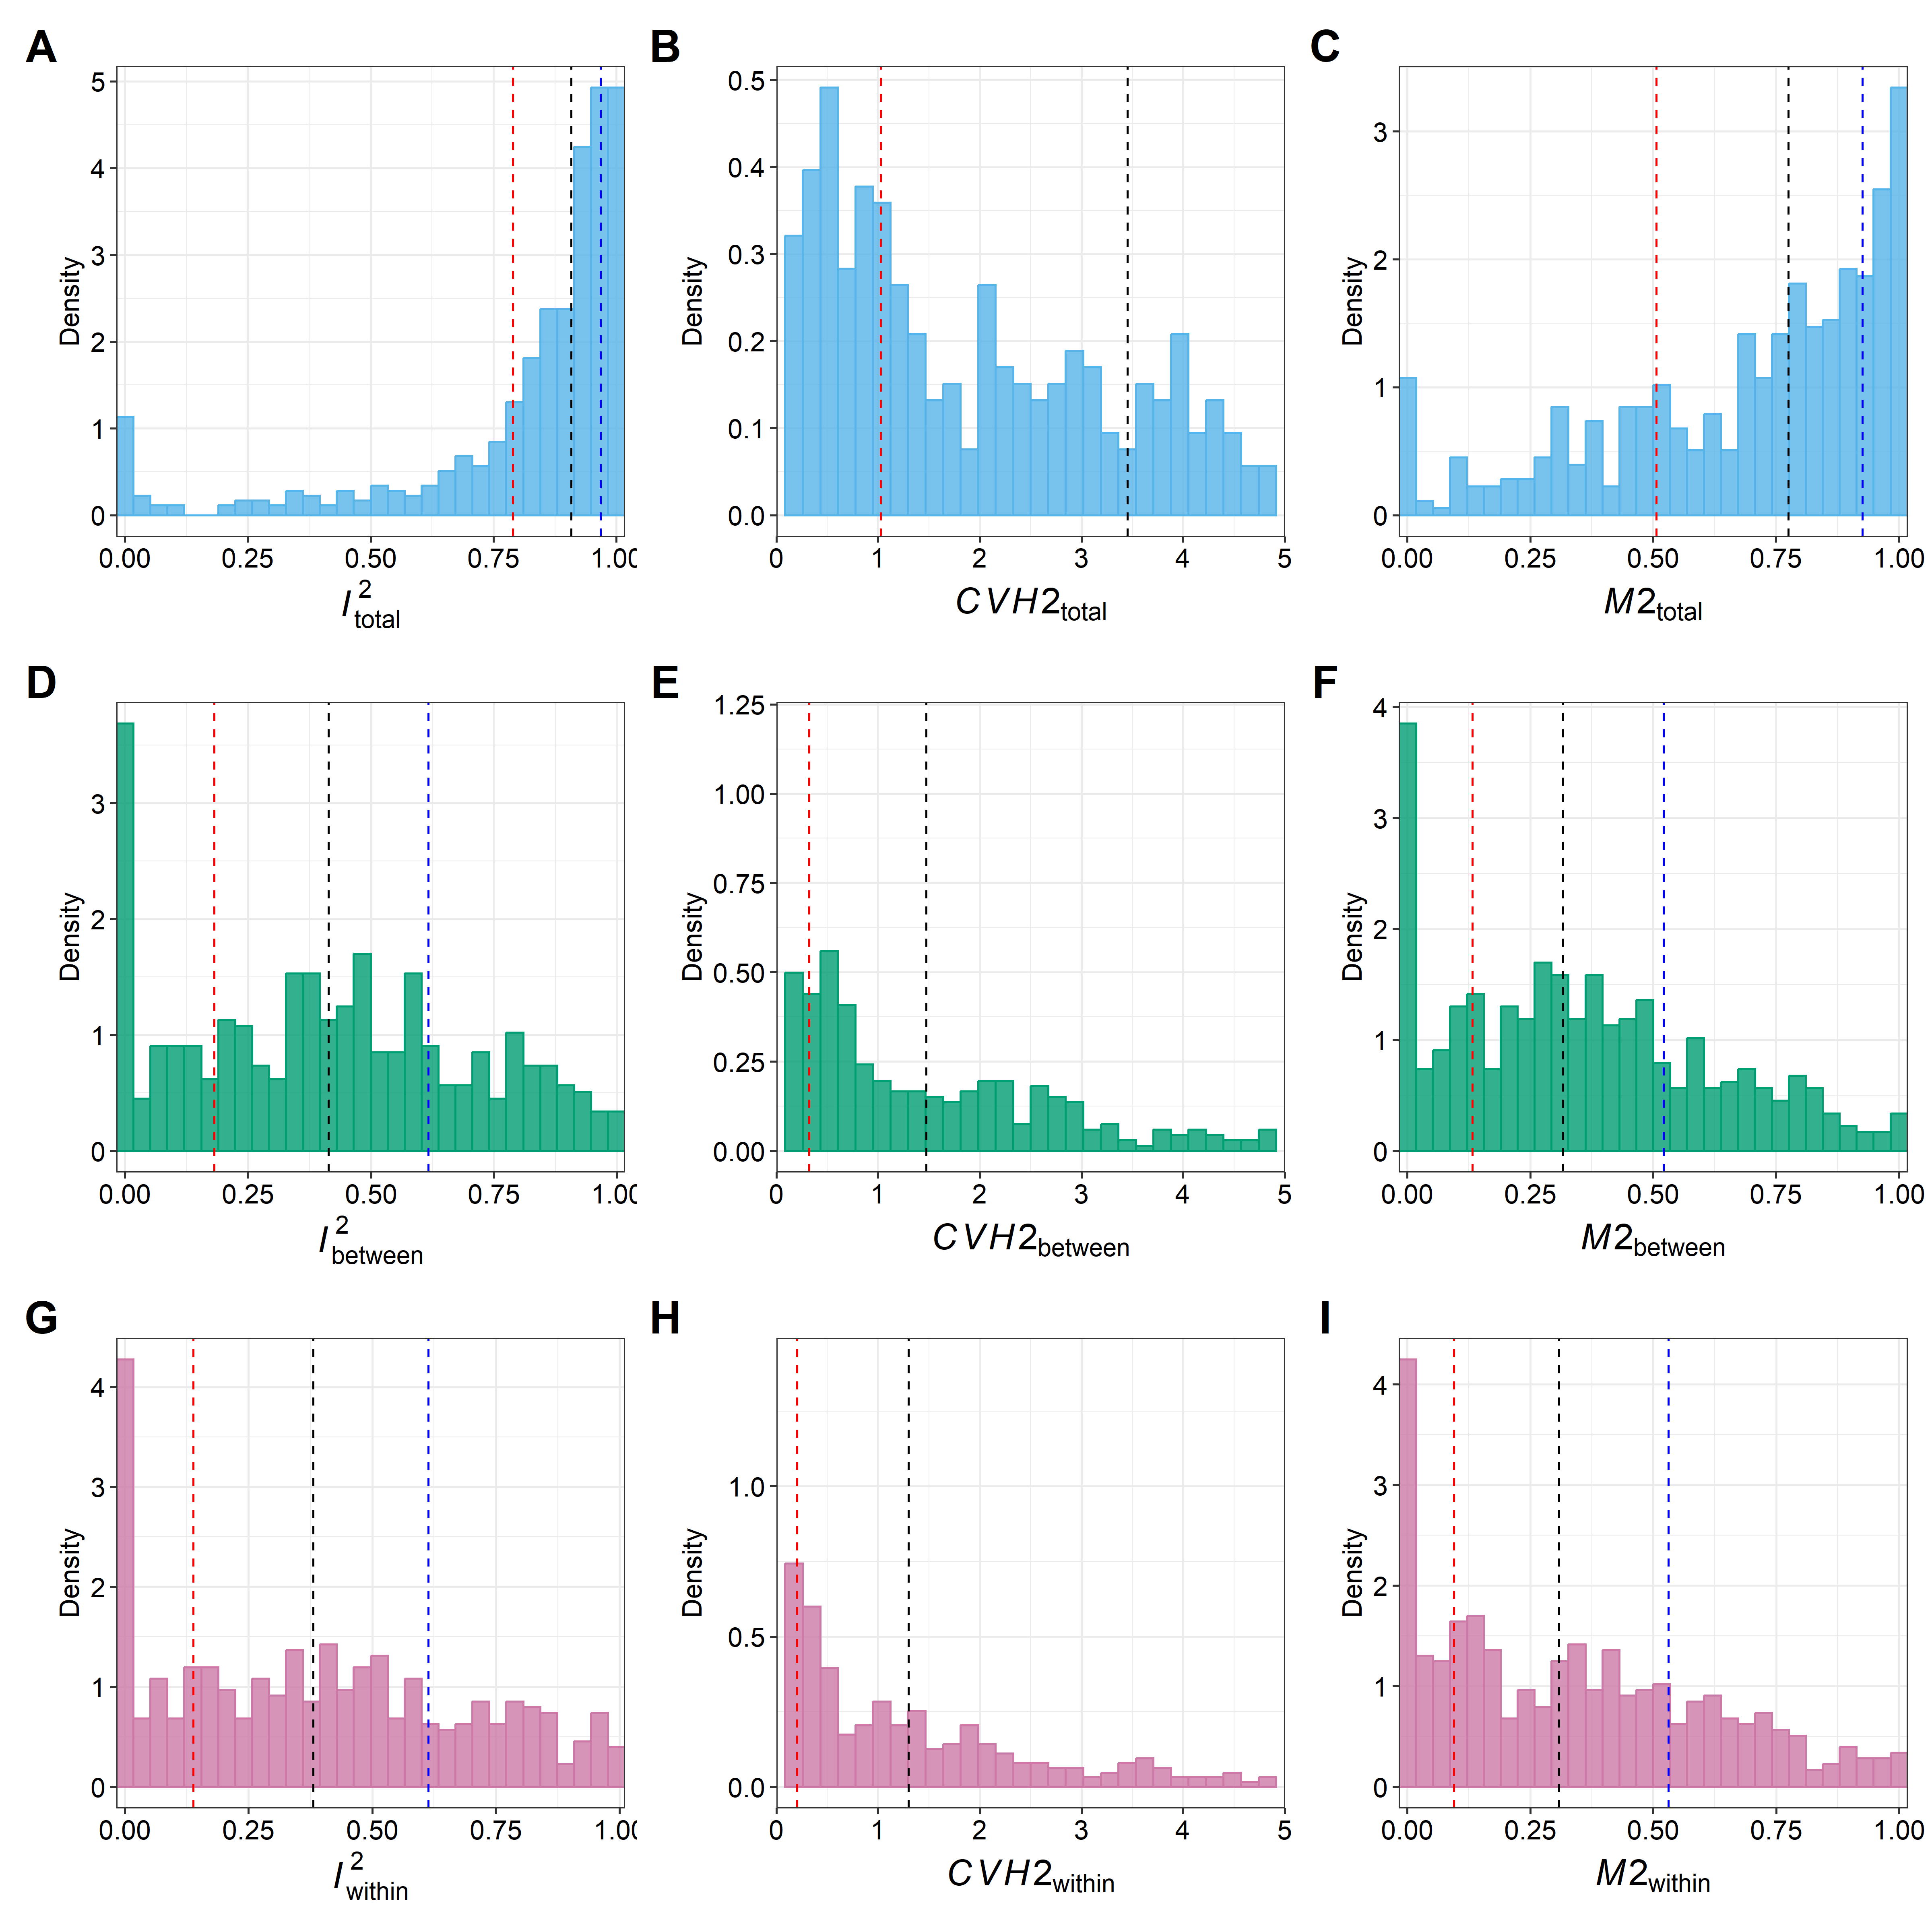 A
B
C
5
4
3
2
1
0
Density
0.00 0.25 0.50 0.75 1.00
I 2 total
0.5
0.4
0.3
0.2
0.1
0.0
Density
0 1 2 3 4 5
CVH2total
3
2
1
0
Density
0.00 0.25 0.50 0.75 1.00
M2total
D
E
F
3
2
1
0
Density
0.00 0.25 0.50 0.75 1.00
I 2 between
1.25
1.00
0.75
0.50
0.25
0.00
Density
0 1 2 3 4 5
CVH2between
4
3
2
1
0
Density
0.00 0.25 0.50 0.75 1.00
M2between
G
H
I
4
3
2
1
0
Density
0.00 0.25 0.50 0.75 1.00
I 2 within
1.0
0.5
0.0
Density
0 1 2 3 4 5
CVH2within
4
3
2
1
0
Density
0.00 0.25 0.50 0.75 1.00
M2within